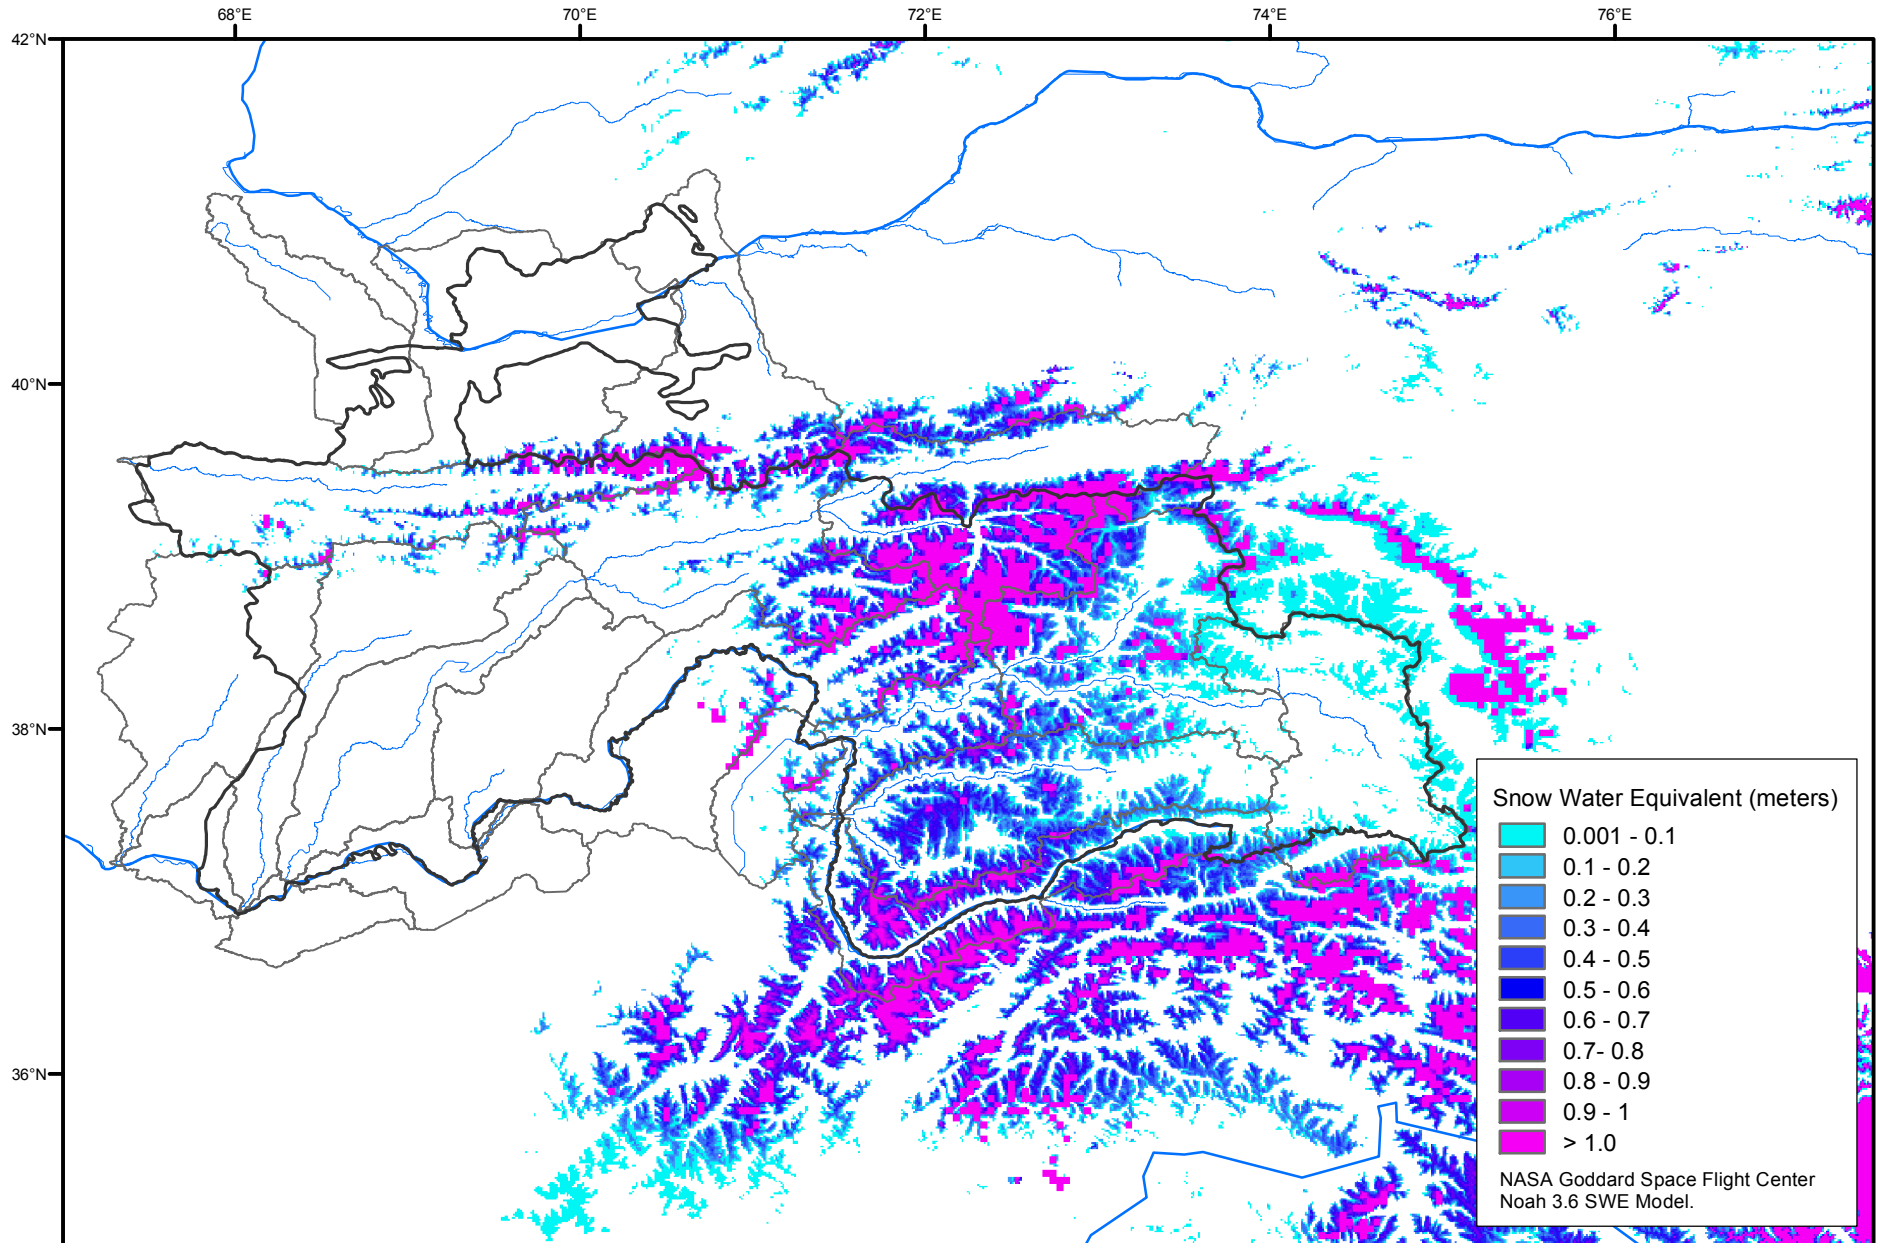 68°E
70°E
72°E
74°E
76°E
42°N
40°N
38°N
36°N
Snow Water Equivalent (meters)
0.001 - 0.1
0.1 - 0.2
0.2 - 0.3
0.3 - 0.4
0.4 - 0.5
0.5 - 0.6
0.6 - 0.7
0.7- 0.8
0.8 - 0.9
0.9 - 1
> 1.0
NASA Goddard Space Flight Center
Noah 3.6 SWE Model.